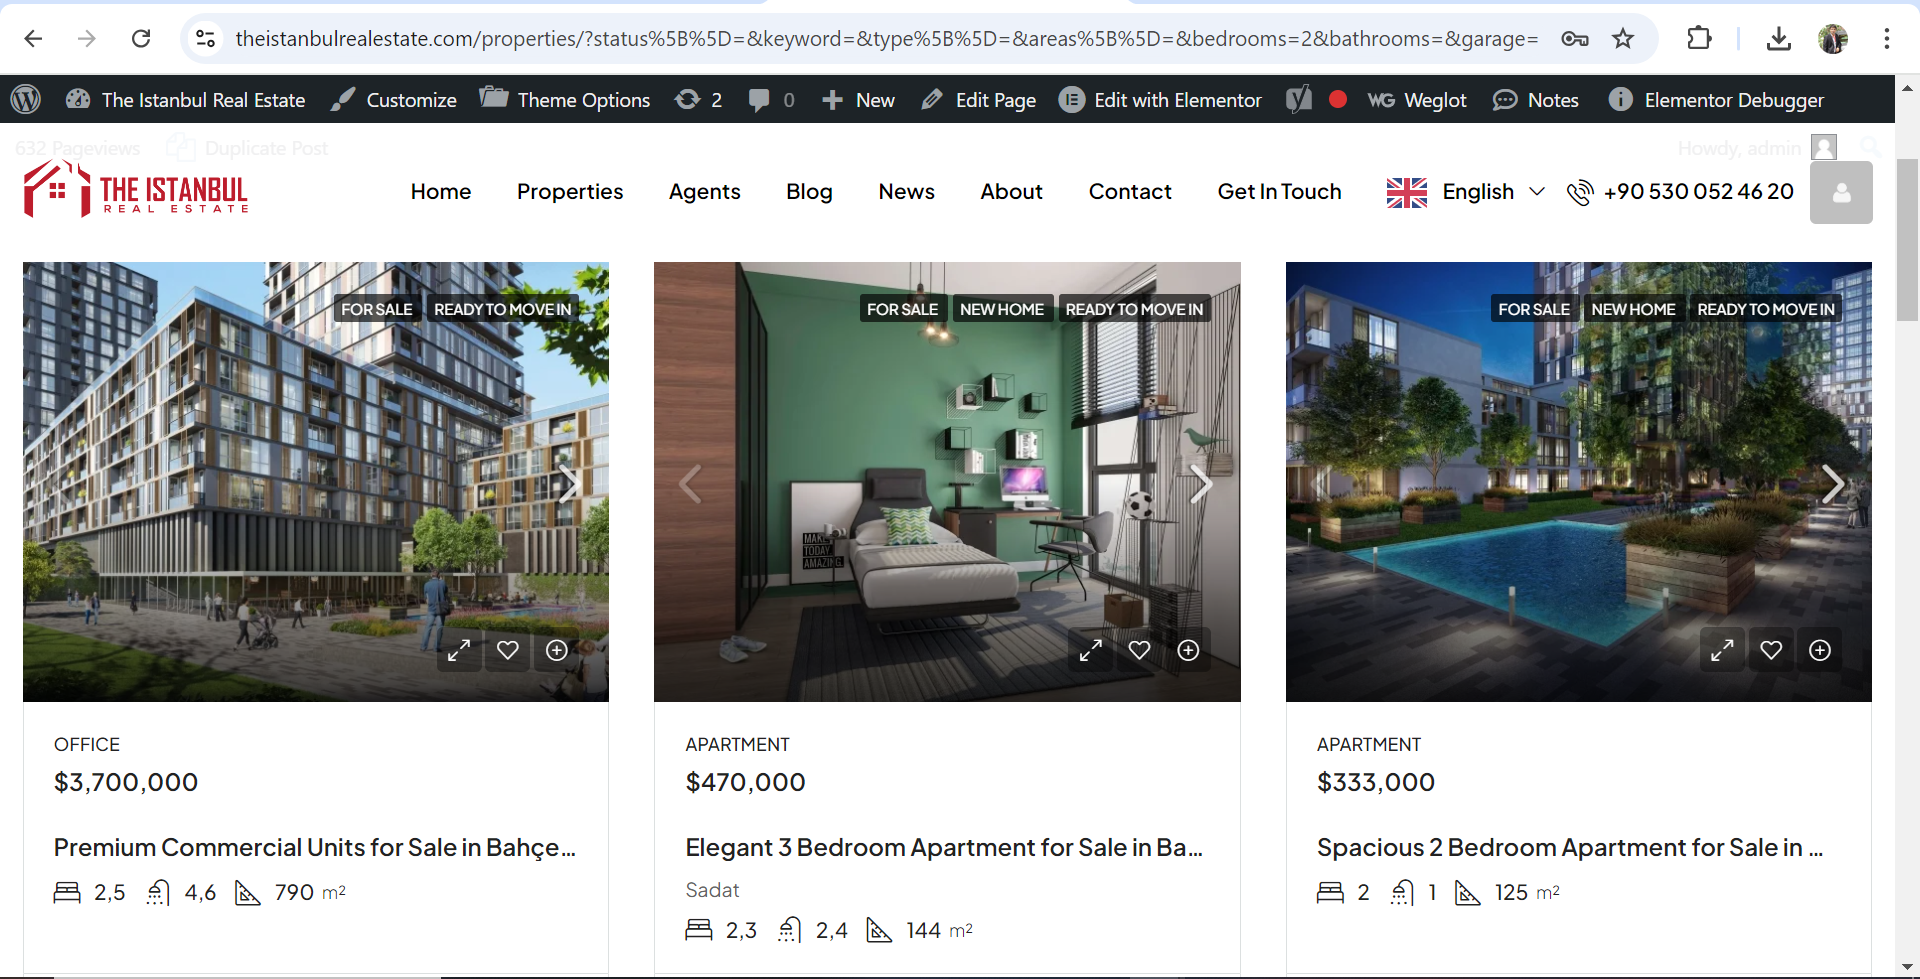 theistanbulrealestate.com/properties/?status%5B%5D=&keyword=&type%5B%5D=&areas%5B%5D=&bedrooms=2&bathrooms=&garage=
The Istanbul Real Estate Customize Theme Options 2 0 New Edit Page Edit with Elementor WG Weglot Notes Elementor Debugger
632 Pageviews Duplicate Post Howdy, admin
THE ISTANBUL
REAL ESTATE
Home Properties Agents Blog News About Contact Get In Touch English +90 530 052 46 20
FOR SALE READY TO MOVE IN
FOR SALE NEW HOME READY TO MOVE IN
FOR SALE NEW HOME READY TO MOVE IN
MAKE
TODAY
AMAZING.
OFFICE
$3,700,000
Premium Commercial Units for Sale in Bahçe...
2,5 4,6 790 m²
APARTMENT
$470,000
Elegant 3 Bedroom Apartment for Sale in Ba...
Sadat
2,3 2,4 144 m²
APARTMENT
$333,000
Spacious 2 Bedroom Apartment for Sale in ...
2 1 125 m²